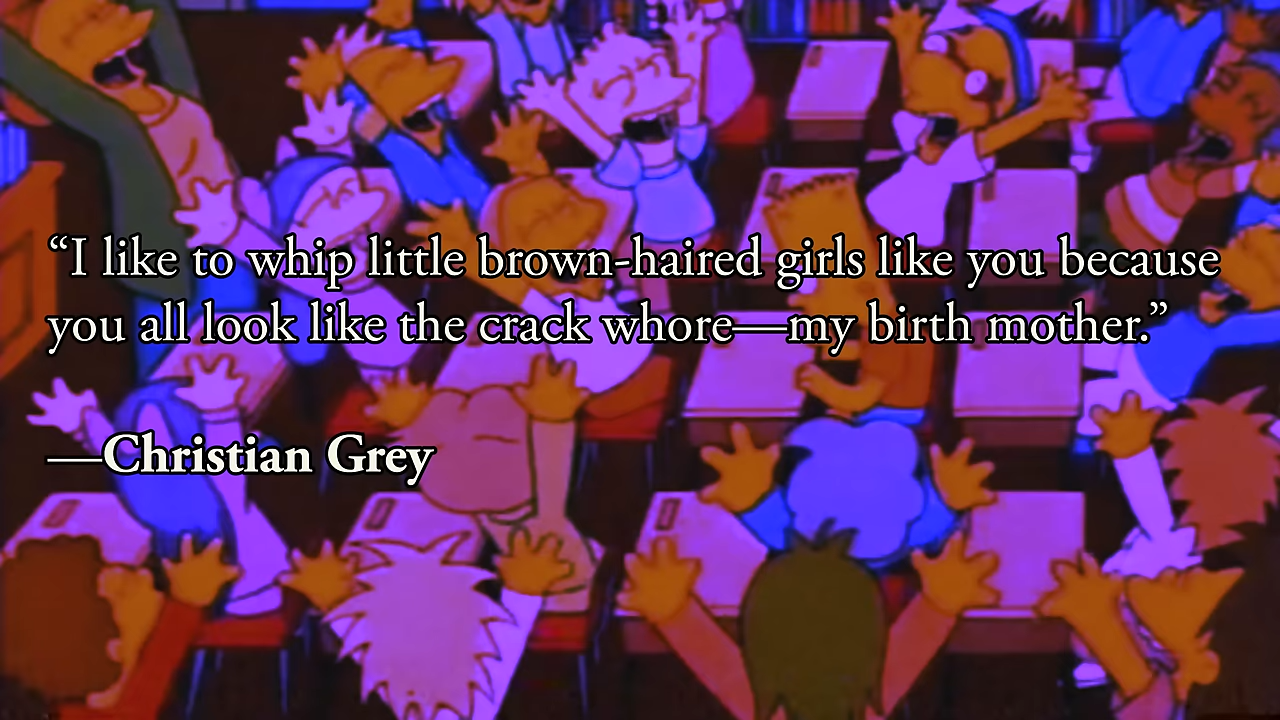 “I like to whip little brown-haired girls like you because
you all look like the crack whore—my birth mother.”
—Christian Grey